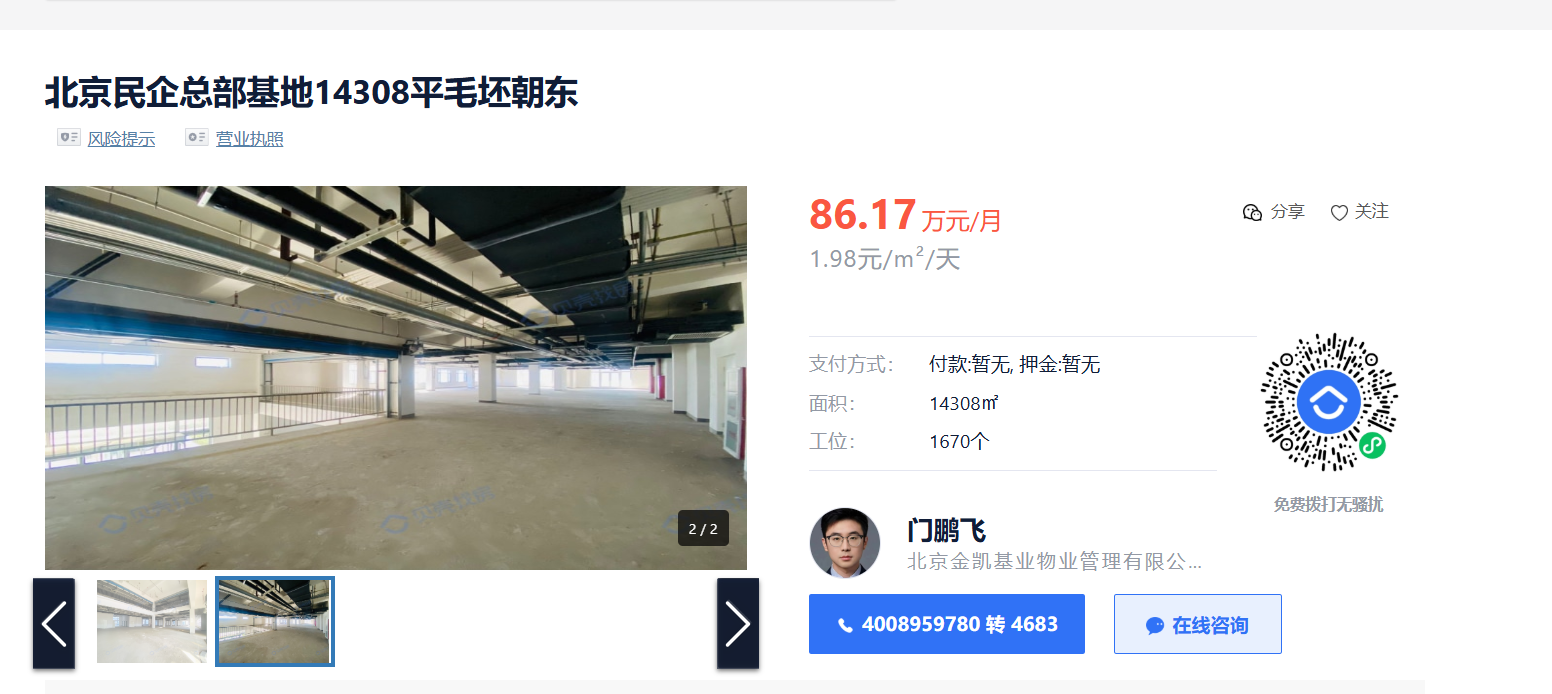 北京民企总部基地14308平毛坯朝东
风险提示 营业执照
86.17 万元/月
分享 关注
1.98元/m²/天
支付方式： 付款:暂无, 押金:暂无
面积： 14308㎡
工位： 1670个
免费拨打无骚扰
2 / 2
门鹏飞
北京金凯基业物业管理有限公...
4008959780 转 4683
在线咨询